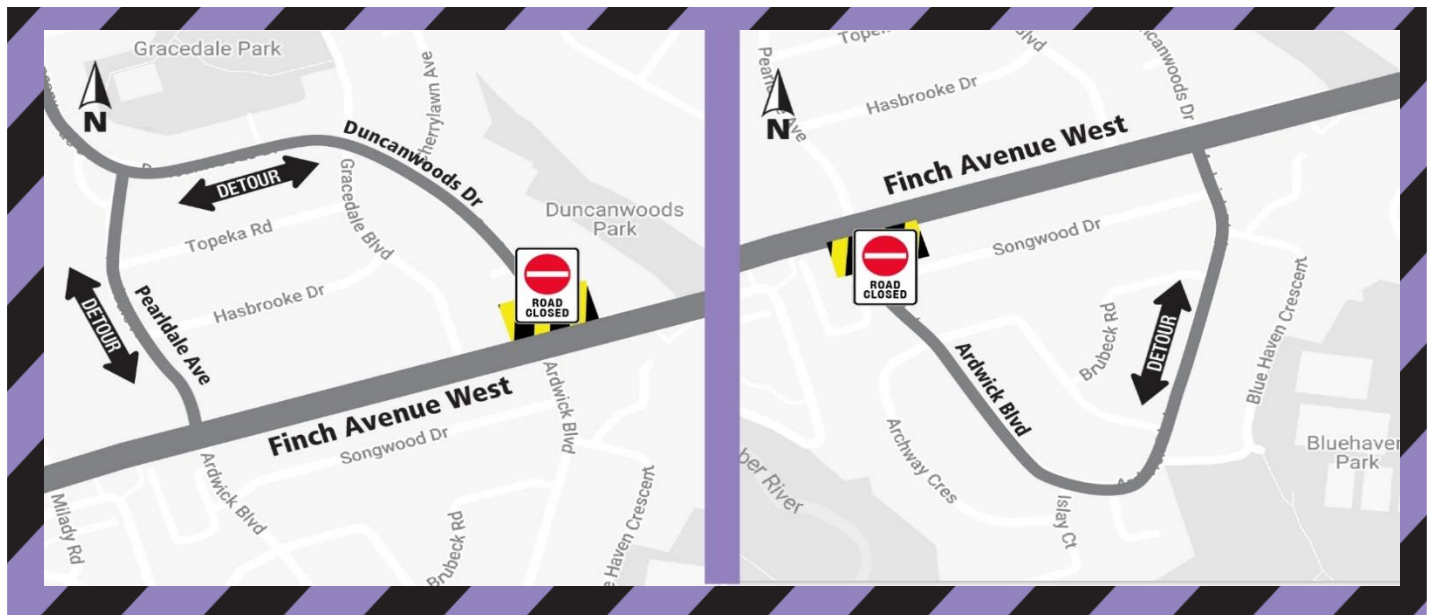 Gracedale Park
N
Cherrylawn Ave
Duncanwoods Dr
DETOUR
Gracedale Blvd
Duncanwoods
Park
Topeka Rd
ROAD
CLOSED
Hasbrooke Dr
DETOUR
Pearldale Ave
Finch Avenue West
Ardwick Blvd
Songwood Dr
Ardwick Blvd
Milady Rd
Brubeck Rd
Haven Crescent
N
Hasbrooke Dr
Finch Avenue West
Songwood Dr
ROAD
CLOSED
Brubeck Rd
DETOUR
Blue Haven Crescent
Ardwick Blvd
Archway Cres
Bluehaven
Park
River
Islay Ct